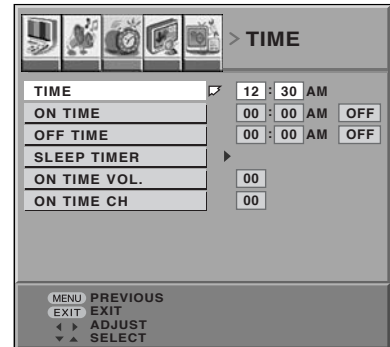 > TIME
TIME 12 : 30 AM
ON TIME 00 : 00 AM OFF
OFF TIME 00 : 00 AM OFF
SLEEP TIMER
ON TIME VOL. 00
ON TIME CH 00
MENU PREVIOUS
EXIT EXIT
ADJUST
SELECT